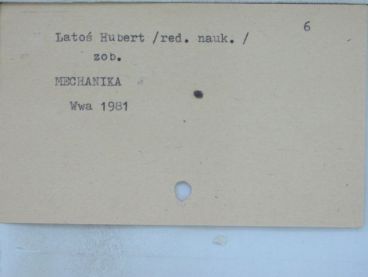 6
Latoś Hubert /red. nauk. /
zob.
MECHANIKA
Wwa 1981